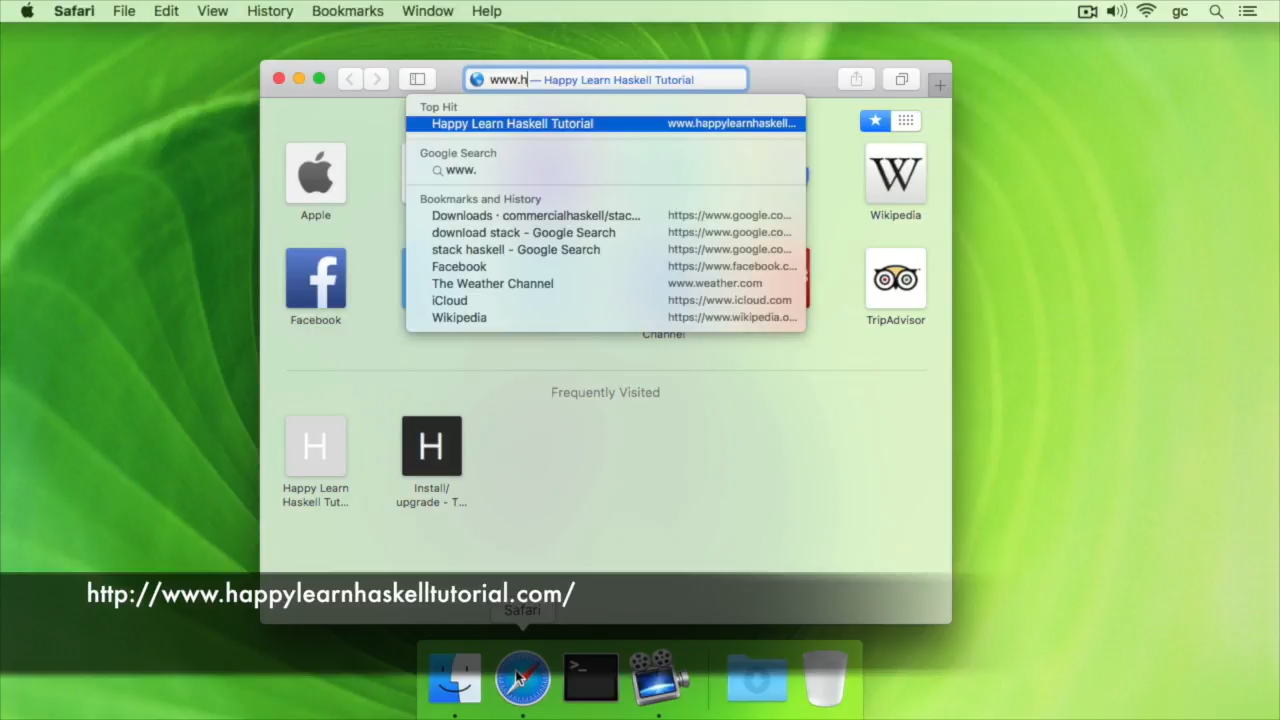 Safari File Edit View History Bookmarks Window Help gc
www.h — Happy Learn Haskell Tutorial
Top Hit
Happy Learn Haskell Tutorial www.happylearnhaskell...
Google Search
www.
Bookmarks and History
Downloads · commercialhaskell/stac... https://www.google.co...
download stack - Google Search https://www.google.co...
stack haskell - Google Search https://www.google.co...
Facebook https://www.facebook.c...
The Weather Channel www.weather.com
iCloud https://www.icloud.com
Wikipedia https://www.wikipedia.o...
Apple
W
Wikipedia
f
Facebook
Channel
TripAdvisor
Frequently Visited
H
H
Happy Learn
Haskell Tut...
Install/
upgrade - T...
http://www.happylearnhaskelltutorial.com/
Safari
>_